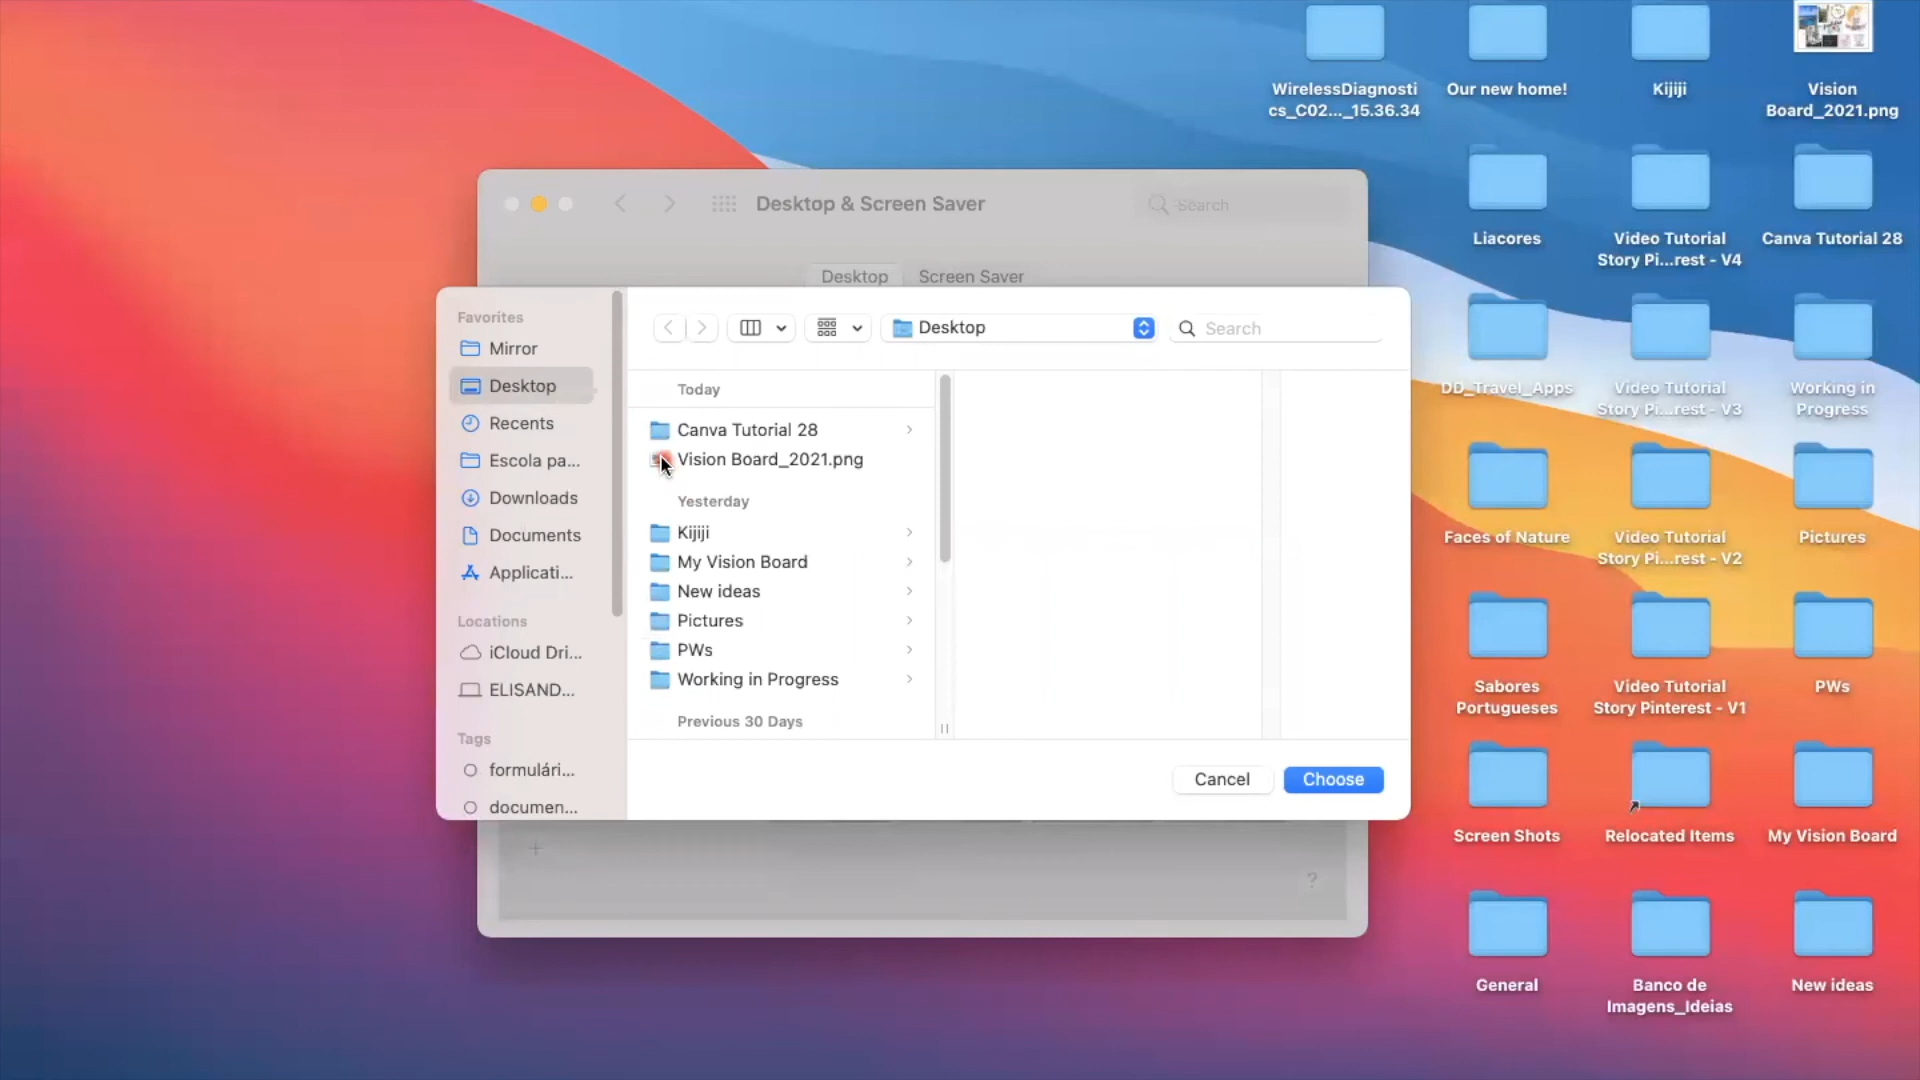 WirelessDiagnosti
cs_C02..._15.36.34
Our new home!
Kijiji
Vision
Board_2021.png
Desktop & Screen Saver
Search
Liacores
Video Tutorial
Story Pi...rest - V4
Canva Tutorial 28
Desktop
Screen Saver
Favorites
Mirror
Desktop
Recents
Escola pa...
Downloads
Documents
Applicati...
Locations
iCloud Dri...
ELISAND...
Tags
formulári...
documen...
Desktop
Search
Today
Canva Tutorial 28
Vision Board_2021.png
Yesterday
Kijiji
My Vision Board
New ideas
Pictures
PWs
Working in Progress
Previous 30 Days
Cancel
Choose
?
DD_Travel_Apps
Video Tutorial
Story Pi...rest - V3
Working in
Progress
Faces of Nature
Video Tutorial
Story Pi...rest - V2
Pictures
Sabores
Portugueses
Video Tutorial
Story Pinterest - V1
PWs
Screen Shots
Relocated Items
My Vision Board
General
Banco de
Imagens_Ideias
New ideas